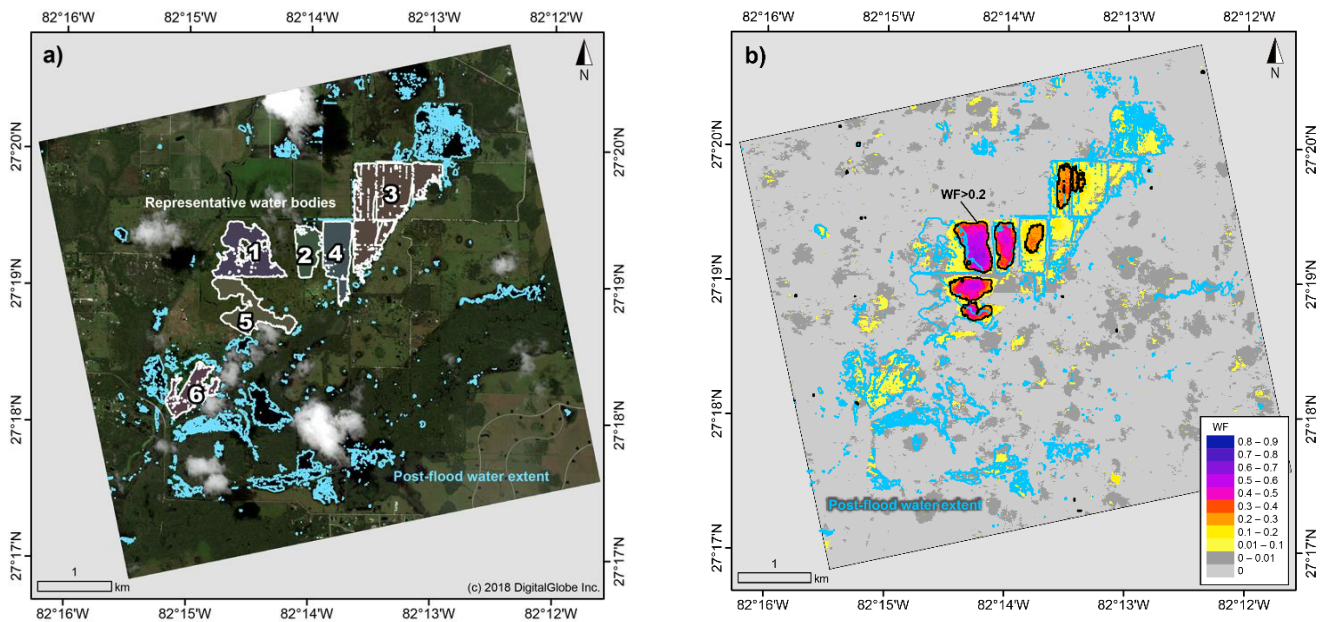 82°16'W 82°15'W 82°14'W 82°13'W 82°12'W
a)
N
27°20'N
27°19'N
27°18'N
27°17'N
Representative water bodies
1
2
3
4
5
6
Post-flood water extent
27°20'N
27°19'N
27°18'N
27°17'N
1
km
(c) 2018 DigitalGlobe Inc.
82°16'W 82°15'W 82°14'W 82°13'W 82°12'W
82°16'W 82°15'W 82°14'W 82°13'W 82°12'W
b)
N
27°20'N
27°19'N
27°18'N
27°17'N
WF>0.2
Post-flood water extent
27°20'N
27°19'N
27°18'N
27°17'N
WF
0.8 – 0.9
0.7 – 0.8
0.6 – 0.7
0.5 – 0.6
0.4 – 0.5
0.3 – 0.4
0.2 – 0.3
0.1 – 0.2
0.01 – 0.1
0 – 0.01
0
1
km
82°16'W 82°15'W 82°14'W 82°13'W 82°12'W